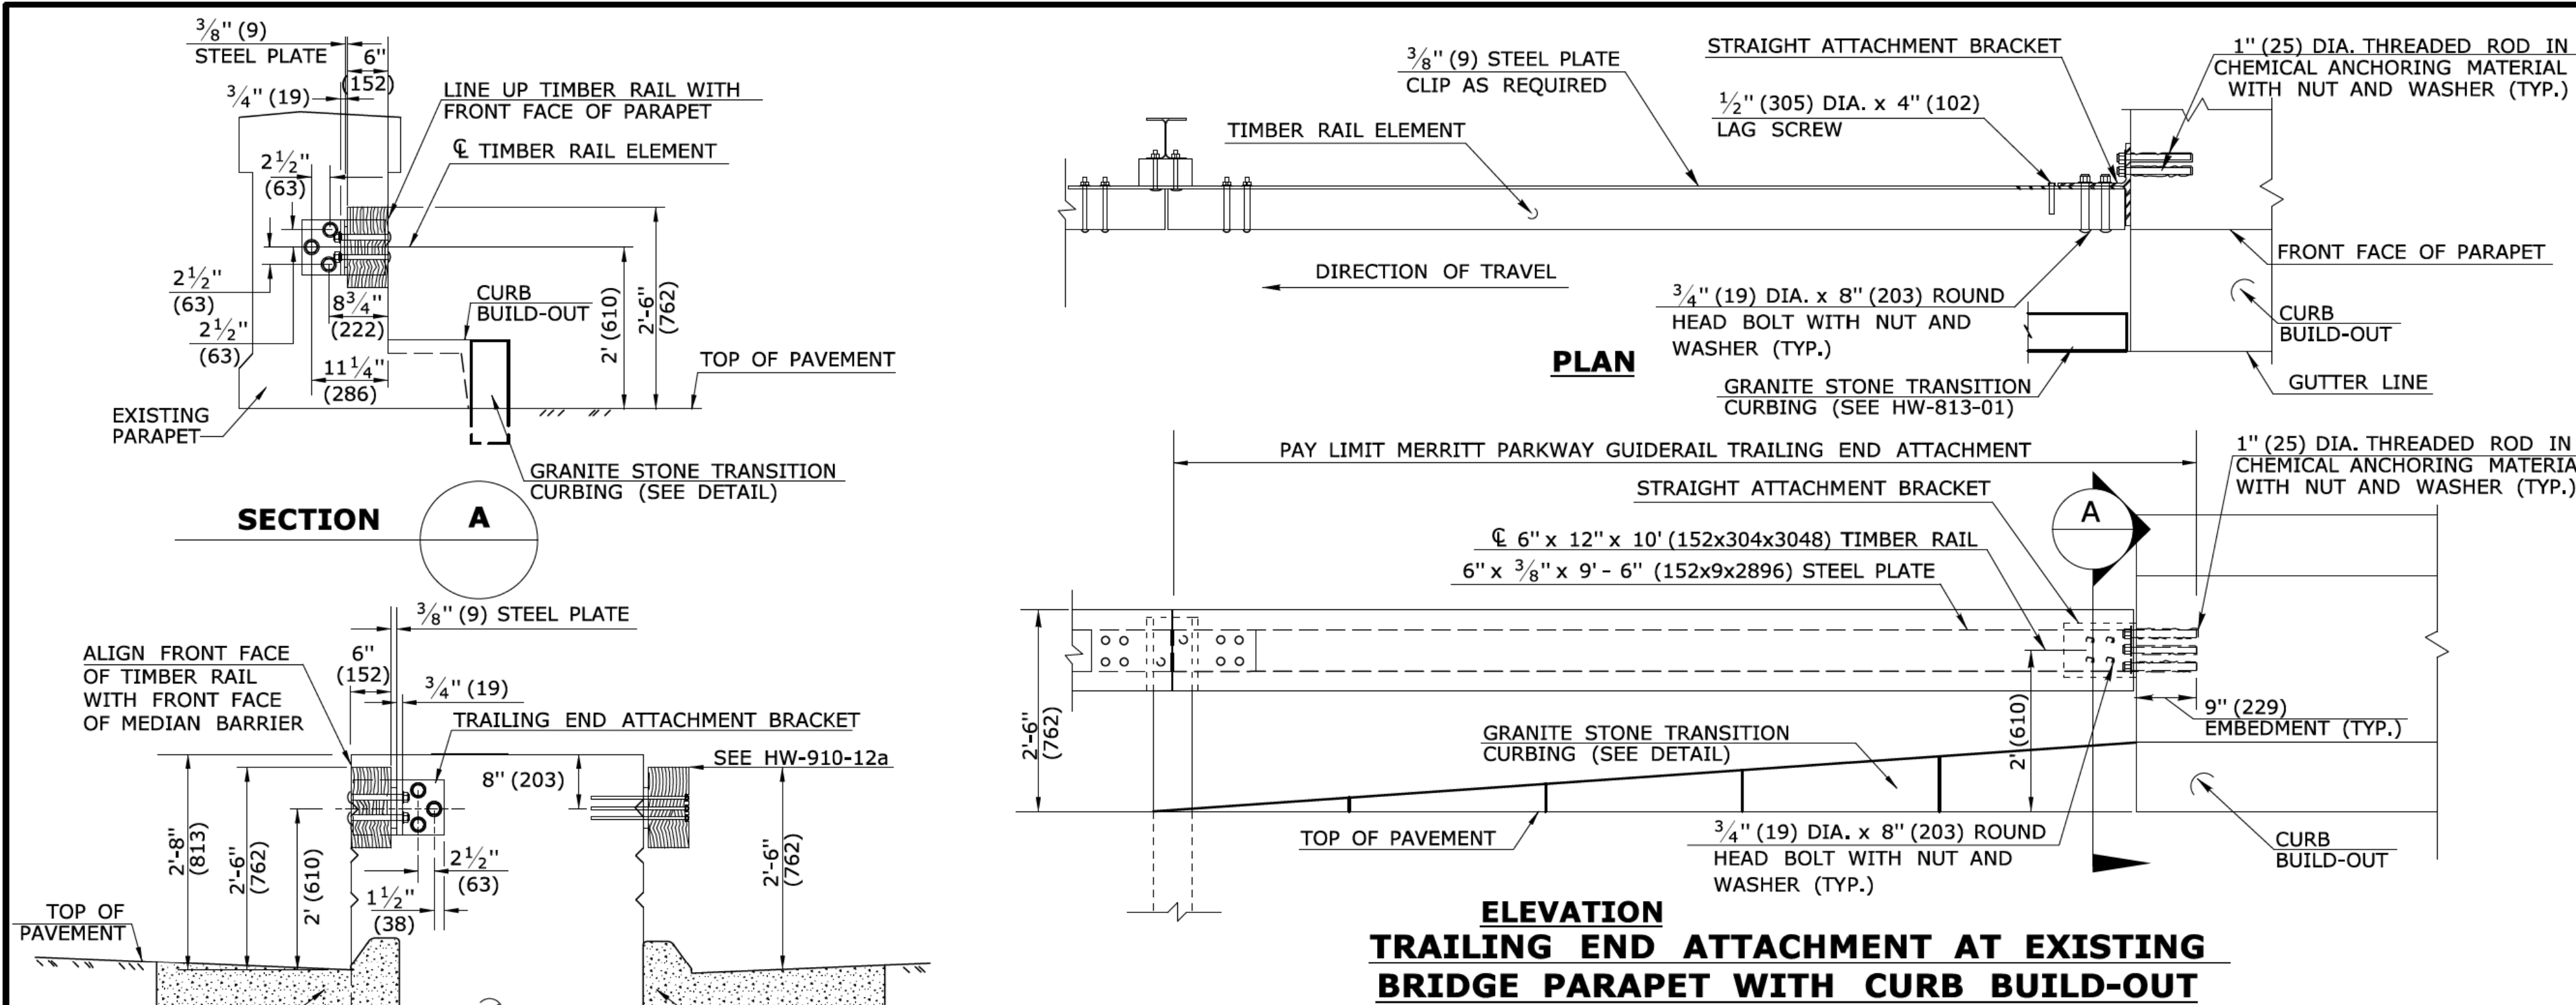 3/8" (9)
STEEL PLATE
6"
(152)
3/4" (19)
LINE UP TIMBER RAIL WITH
FRONT FACE OF PARAPET
℄ TIMBER RAIL ELEMENT
2 1/2"
(63)
2 1/2"
(63)
2 1/2"
(63)
8 3/4"
(222)
11 1/4"
(286)
CURB
BUILD-OUT
2' (610)
2'-6"
(762)
TOP OF PAVEMENT
EXISTING
PARAPET
GRANITE STONE TRANSITION
CURBING (SEE DETAIL)
SECTION
A
3/8" (9) STEEL PLATE
CLIP AS REQUIRED
STRAIGHT ATTACHMENT BRACKET
1" (25) DIA. THREADED ROD IN
CHEMICAL ANCHORING MATERIAL
WITH NUT AND WASHER (TYP.)
1/2" (305) DIA. x 4" (102)
LAG SCREW
TIMBER RAIL ELEMENT
DIRECTION OF TRAVEL
FRONT FACE OF PARAPET
3/4" (19) DIA. x 8" (203) ROUND
HEAD BOLT WITH NUT AND
WASHER (TYP.)
CURB
BUILD-OUT
PLAN
GRANITE STONE TRANSITION
CURBING (SEE HW-813-01)
GUTTER LINE
PAY LIMIT MERRITT PARKWAY GUIDERAIL TRAILING END ATTACHMENT
1" (25) DIA. THREADED ROD IN
CHEMICAL ANCHORING MATERIA
WITH NUT AND WASHER (TYP.)
STRAIGHT ATTACHMENT BRACKET
A
℄ 6" x 12" x 10' (152x304x3048) TIMBER RAIL
6" x 3/8" x 9' - 6" (152x9x2896) STEEL PLATE
2'-6"
(762)
GRANITE STONE TRANSITION
CURBING (SEE DETAIL)
2' (610)
9" (229)
EMBEDMENT (TYP.)
TOP OF PAVEMENT
3/4" (19) DIA. x 8" (203) ROUND
HEAD BOLT WITH NUT AND
WASHER (TYP.)
CURB
BUILD-OUT
ELEVATION
TRAILING END ATTACHMENT AT EXISTING
BRIDGE PARAPET WITH CURB BUILD-OUT
3/8" (9) STEEL PLATE
ALIGN FRONT FACE
OF TIMBER RAIL
WITH FRONT FACE
OF MEDIAN BARRIER
6"
(152)
3/4" (19)
TRAILING END ATTACHMENT BRACKET
SEE HW-910-12a
8" (203)
2'-8"
(813)
2'-6"
(762)
2' (610)
2 1/2"
(63)
1 1/2"
(38)
2'-6"
(762)
TOP OF
PAVEMENT